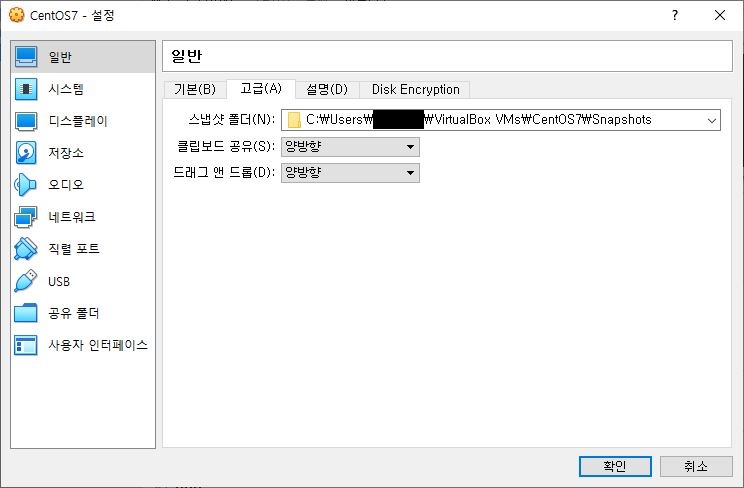 CentOS7 - 설정
일반
시스템
디스플레이
저장소
오디오
네트워크
직렬 포트
USB
공유 폴더
사용자 인터페이스
일반
기본(B) 고급(A) 설명(D) Disk Encryption
스냅샷 폴더(N): C:₩Users₩ ₩VirtualBox VMs₩CentOS7₩Snapshots
클립보드 공유(S): 양방향
드래그 앤 드롭(D): 양방향
확인 취소